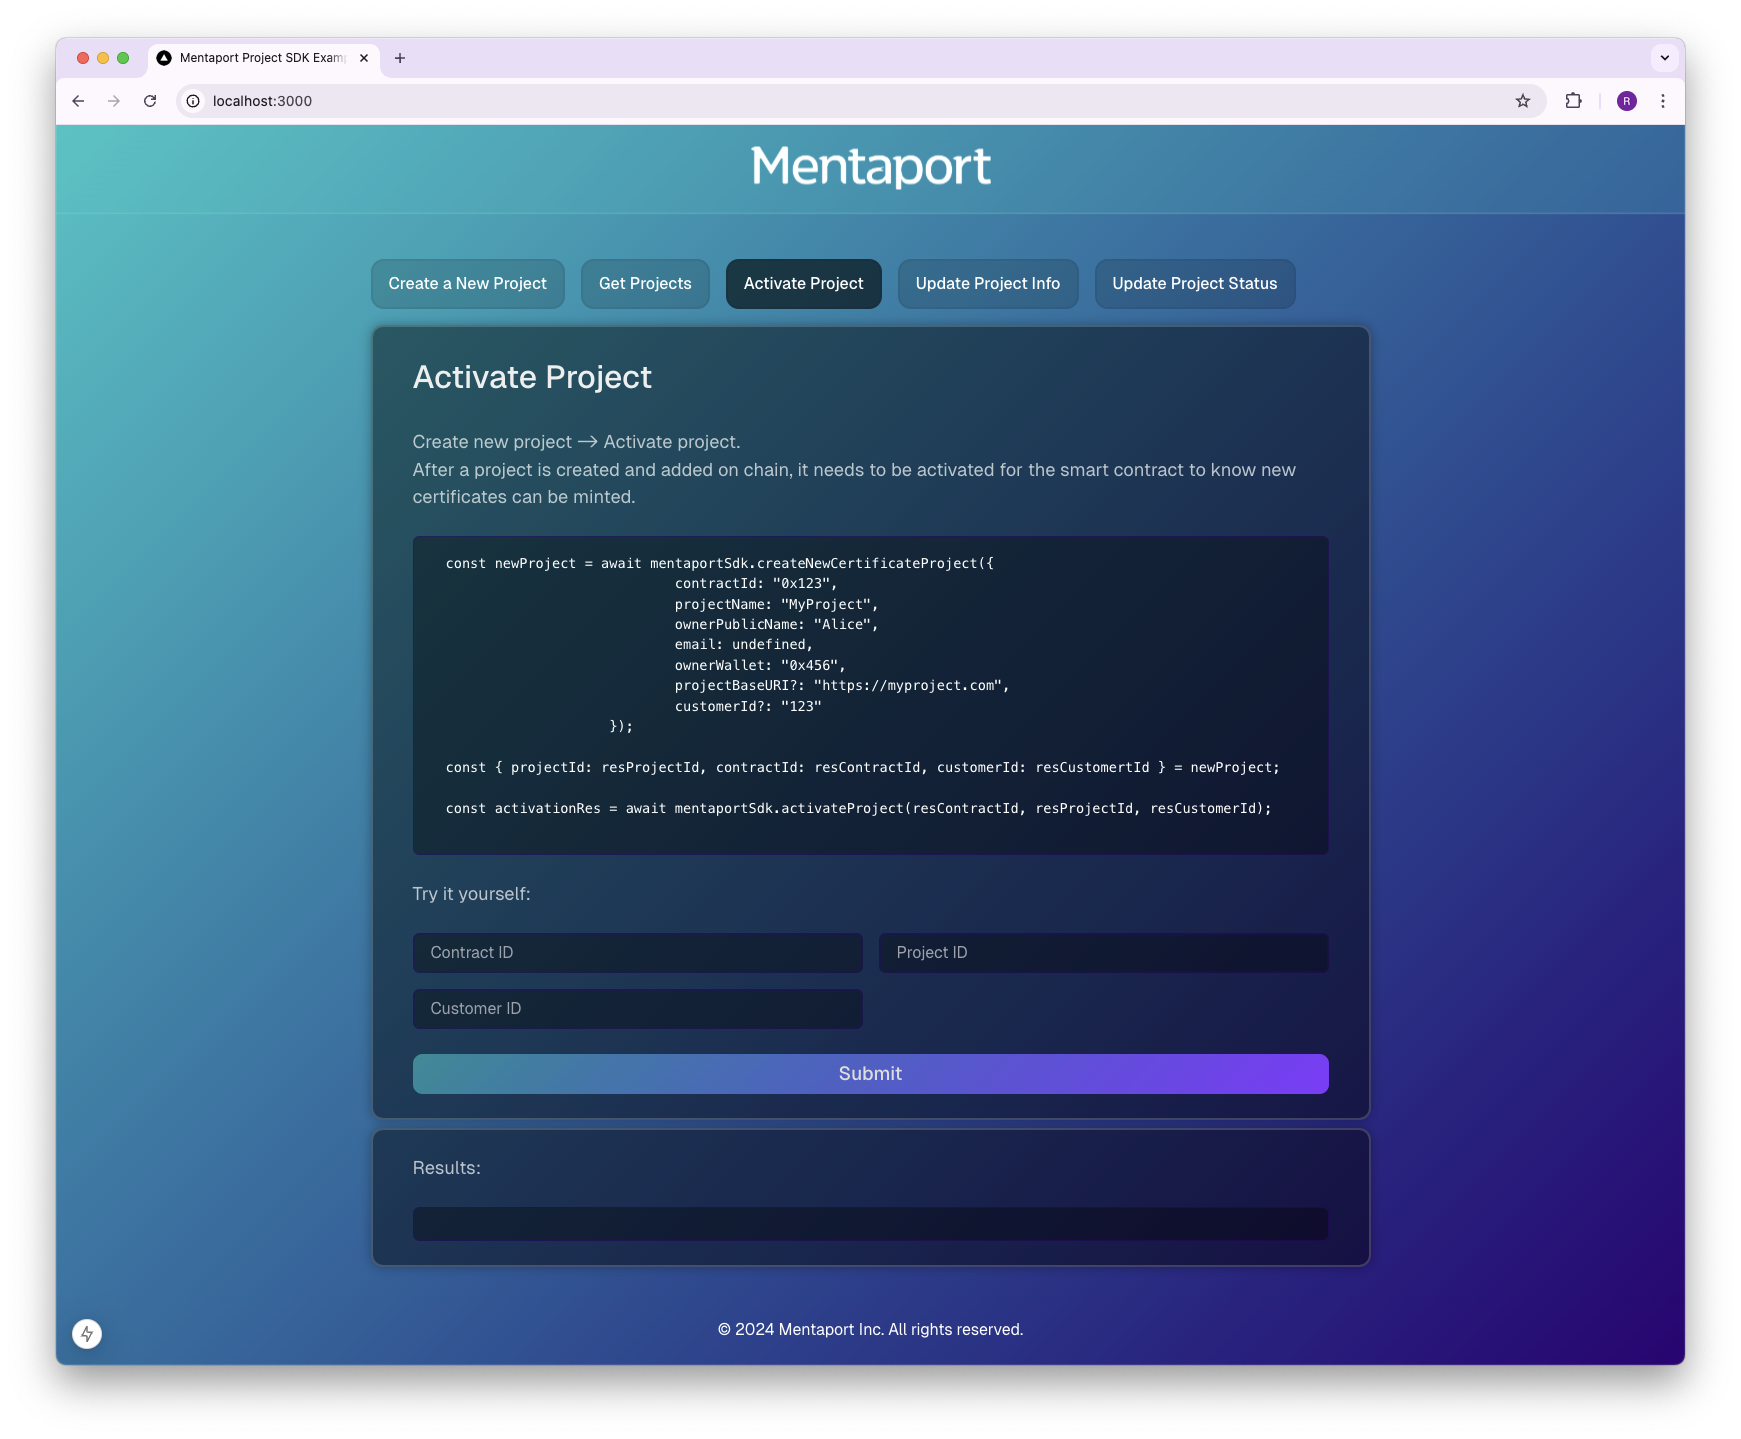 Mentaport Project SDK Exam
localhost:3000
R
Mentaport
Create a New Project
Get Projects
Activate Project
Update Project Info
Update Project Status
Activate Project
Create new project → Activate project.
After a project is created and added on chain, it needs to be activated for the smart contract to know new
certificates can be minted.
const newProject = await mentaportSdk.createNewCertificateProject({
contractId: "0x123",
projectName: "MyProject",
ownerPublicName: "Alice",
email: undefined,
ownerWallet: "0x456",
projectBaseURI?: "https://myproject.com",
customerId?: "123"
});
const { projectId: resProjectId, contractId: resContractId, customerId: resCustomertId } = newProject;
const activationRes = await mentaportSdk.activateProject(resContractId, resProjectId, resCustomerId);
Try it yourself:
Contract ID
Project ID
Customer ID
Submit
Results:
© 2024 Mentaport Inc. All rights reserved.